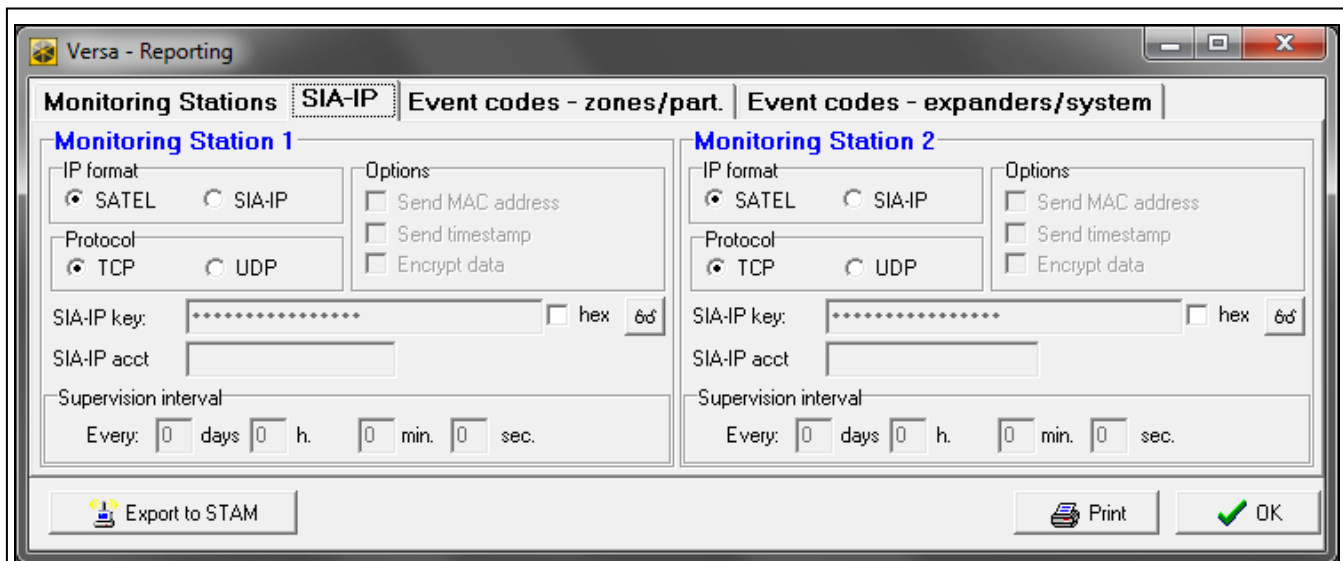 Versa - Reporting
Monitoring Stations SIA-IP Event codes - zones/part. Event codes - expanders/system
Monitoring Station 1
IP format
SATEL SIA-IP
Options
Send MAC address
Send timestamp
Encrypt data
Protocol
TCP UDP
SIA-IP key: **************** hex
SIA-IP acct
Supervision interval
Every: 0 days 0 h. 0 min. 0 sec.
Monitoring Station 2
IP format
SATEL SIA-IP
Options
Send MAC address
Send timestamp
Encrypt data
Protocol
TCP UDP
SIA-IP key: **************** hex
SIA-IP acct
Supervision interval
Every: 0 days 0 h. 0 min. 0 sec.
Export to STAM Print OK